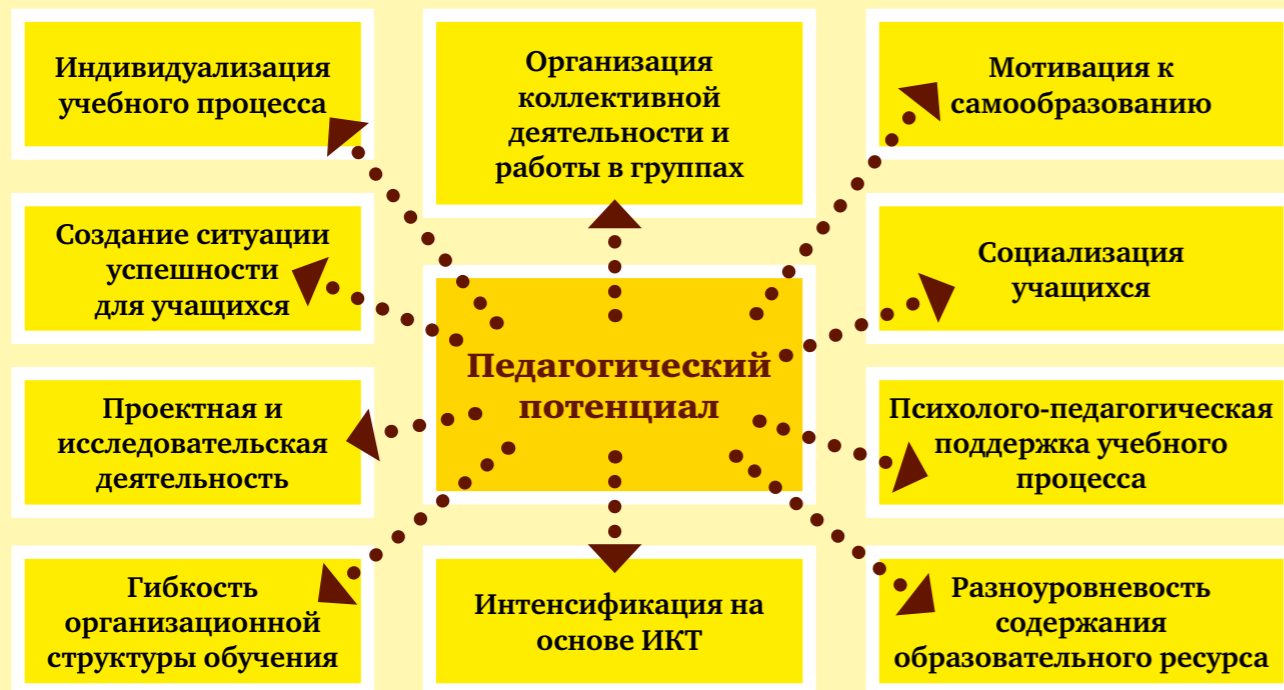 Индивидуализация
учебного процесса
Организация
коллективной
деятельности и
работы в группах
Мотивация к
самообразованию
Создание ситуации
успешности
для учащихся
Социализация
учащихся
Педагогический
потенциал
Проектная и
исследовательская
деятельность
Психолого-педагогическая
поддержка учебного
процесса
Гибкость
организационной
структуры обучения
Интенсификация на
основе ИКТ
Разноуровневость
содержания
образовательного ресурса